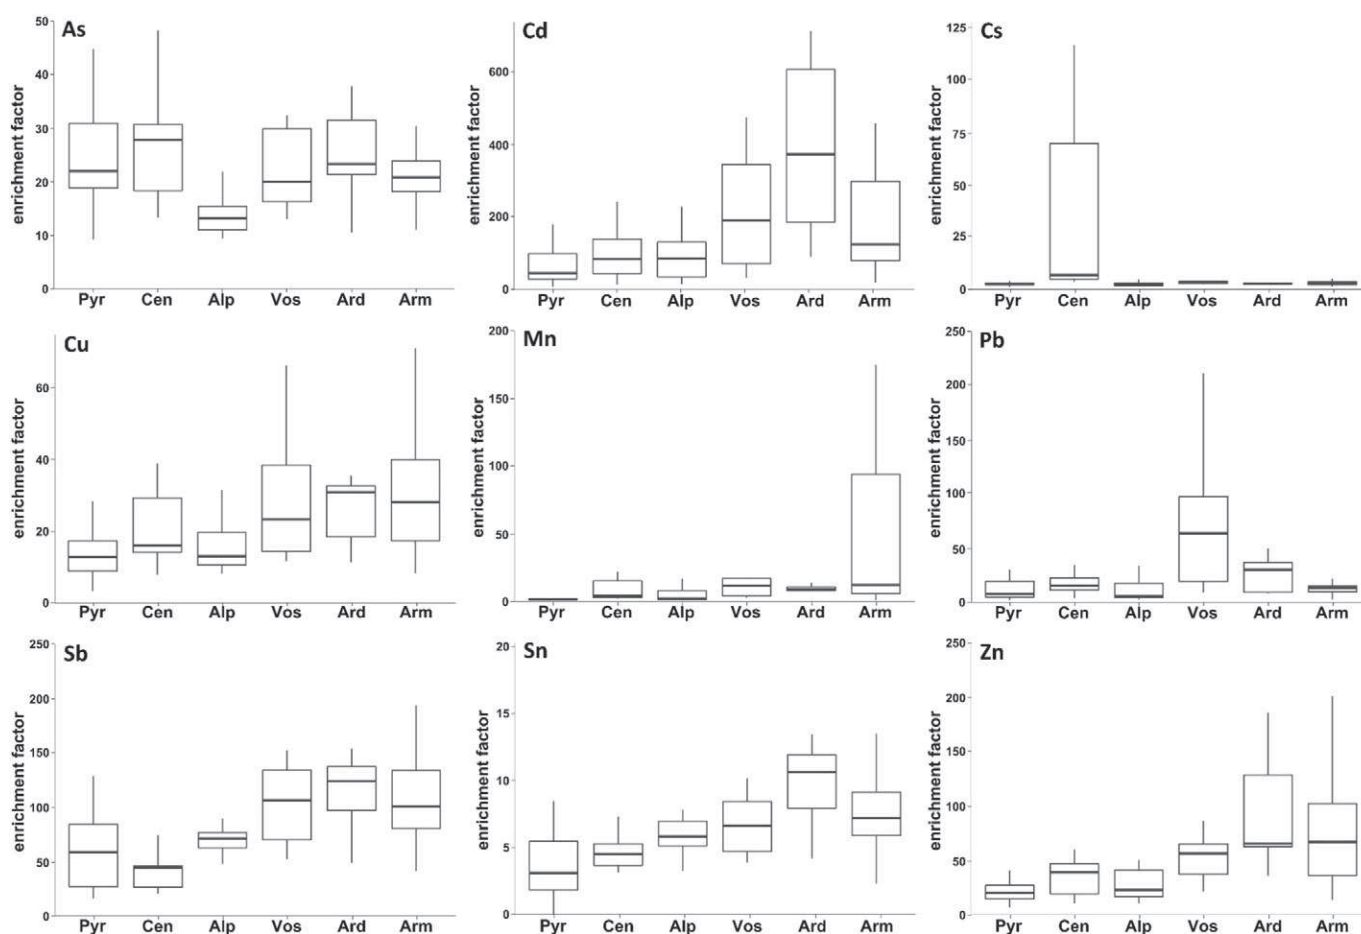 As
enrichment factor
50
40
30
20
10
0
Pyr Cen Alp Vos Ard Arm
Cd
enrichment factor
600
400
200
0
Pyr Cen Alp Vos Ard Arm
Cs
enrichment factor
125
100
75
50
25
0
Pyr Cen Alp Vos Ard Arm
Cu
enrichment factor
60
40
20
0
Pyr Cen Alp Vos Ard Arm
Mn
enrichment factor
200
150
100
50
0
Pyr Cen Alp Vos Ard Arm
Pb
enrichment factor
250
200
150
100
50
0
Pyr Cen Alp Vos Ard Arm
Sb
enrichment factor
250
200
150
100
50
0
Pyr Cen Alp Vos Ard Arm
Sn
enrichment factor
20
15
10
5
0
Pyr Cen Alp Vos Ard Arm
Zn
enrichment factor
250
200
150
100
50
0
Pyr Cen Alp Vos Ard Arm